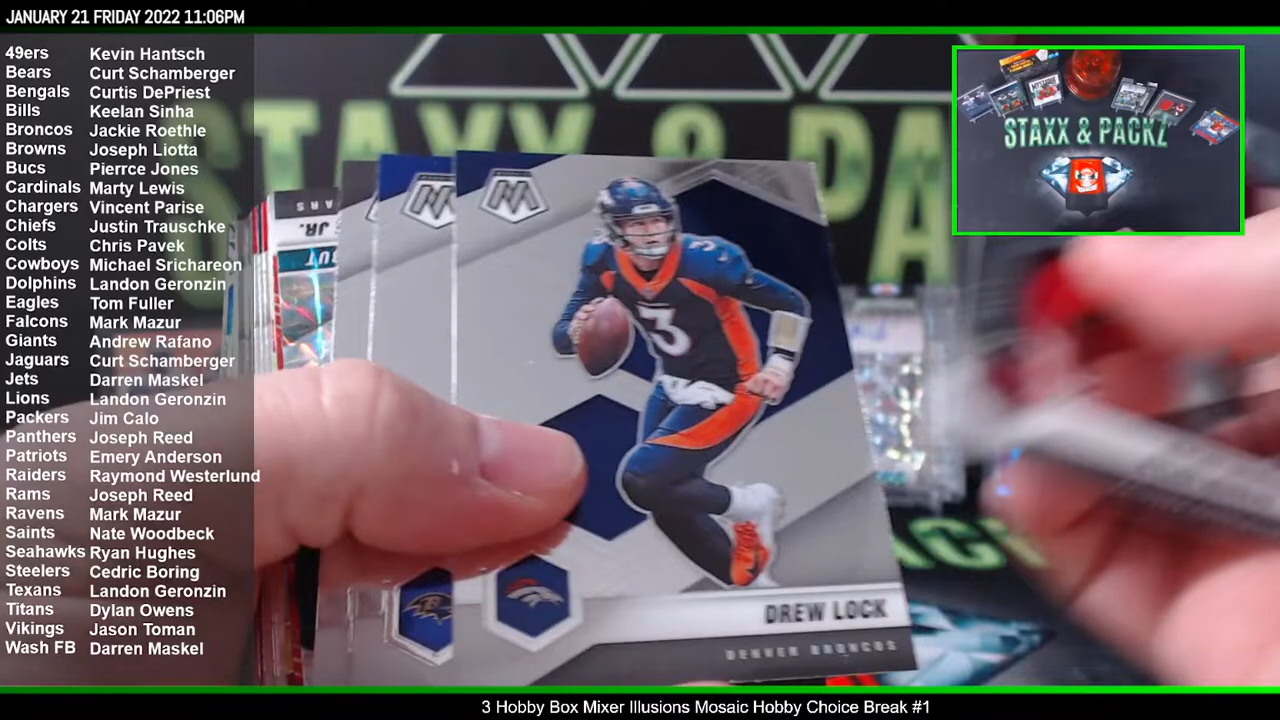 JANUARY 21 FRIDAY 2022 11:06PM
49ers Kevin Hantsch
Bears Curt Schamberger
Bengals Curtis DePriest
Bills Keelan Sinha
Broncos Jackie Roethle
Browns Joseph Liotta
Bucs Pierrce Jones
Cardinals Marty Lewis
Chargers Vincent Parise
Chiefs Justin Trauschke
Colts Chris Pavek
Cowboys Michael Srichareon
Dolphins Landon Geronzin
Eagles Tom Fuller
Falcons Mark Mazur
Giants Andrew Rafano
Jaguars Curt Schamberger
Jets Darren Maskel
Lions Landon Geronzin
Packers Jim Calo
Panthers Joseph Reed
Patriots Emery Anderson
Raiders Raymond Westerlund
Rams Joseph Reed
Ravens Mark Mazur
Saints Nate Woodbeck
Seahawks Ryan Hughes
Steelers Cedric Boring
Texans Landon Geronzin
Titans Dylan Owens
Vikings Jason Toman
Wash FB Darren Maskel
STAXX & PA
STAXX & PACKZ
JR.
3
DREW LOCK
DENVER BRONCOS
3 Hobby Box Mixer Illusions Mosaic Hobby Choice Break #1